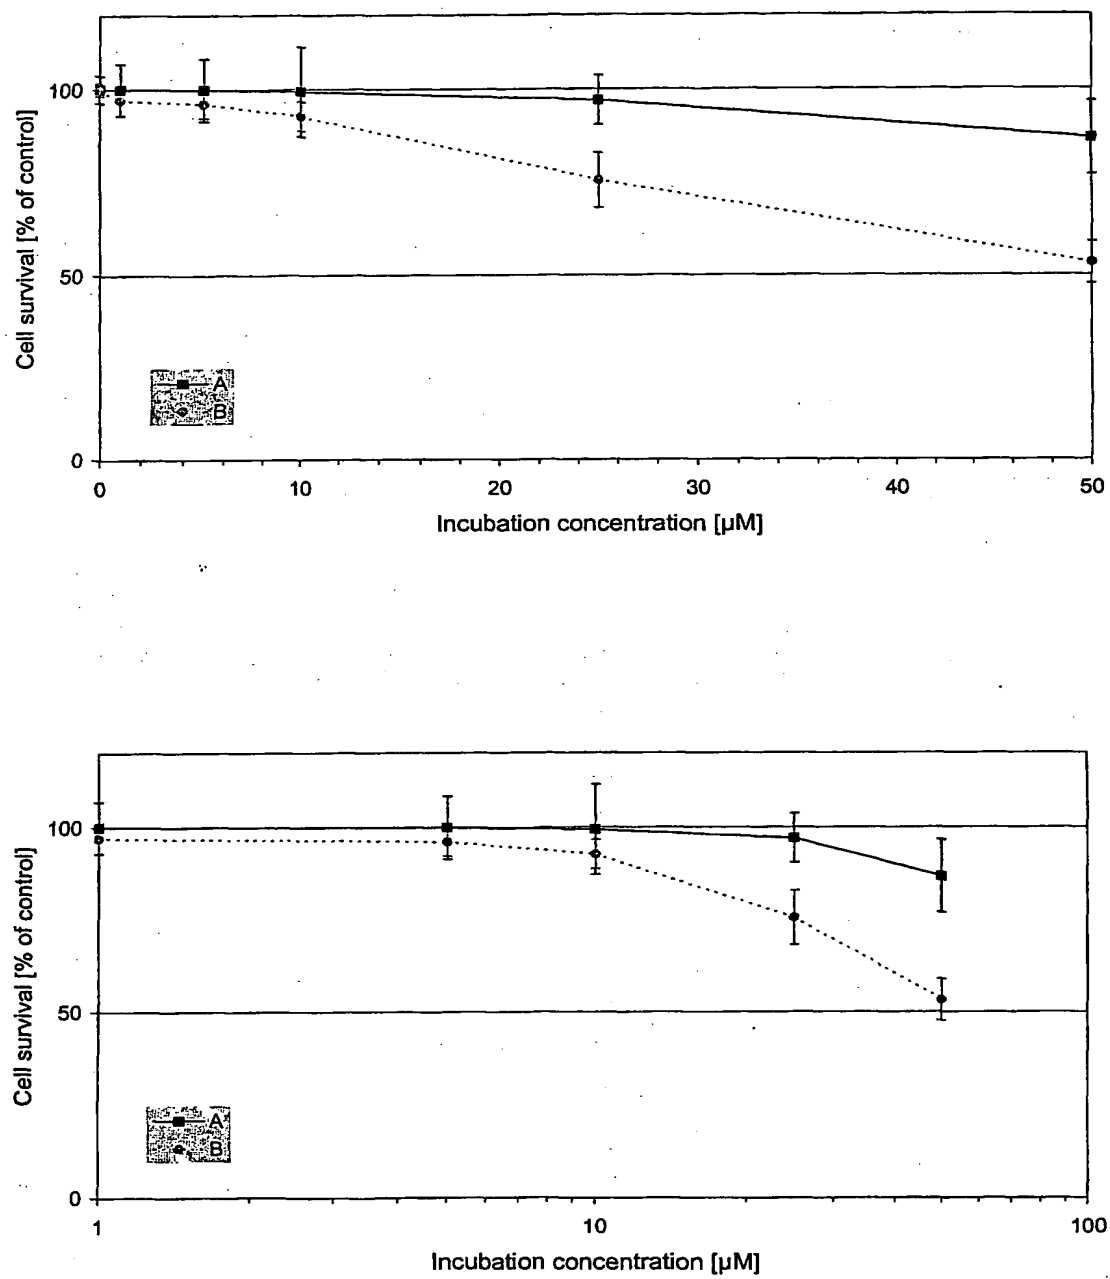 Cell survival [% of control]
100
50
0
A
B
0
10
20
30
40
50
Incubation concentration [µM]
Cell survival [% of control]
100
50
0
A
B
1
10
100
Incubation concentration [µM]